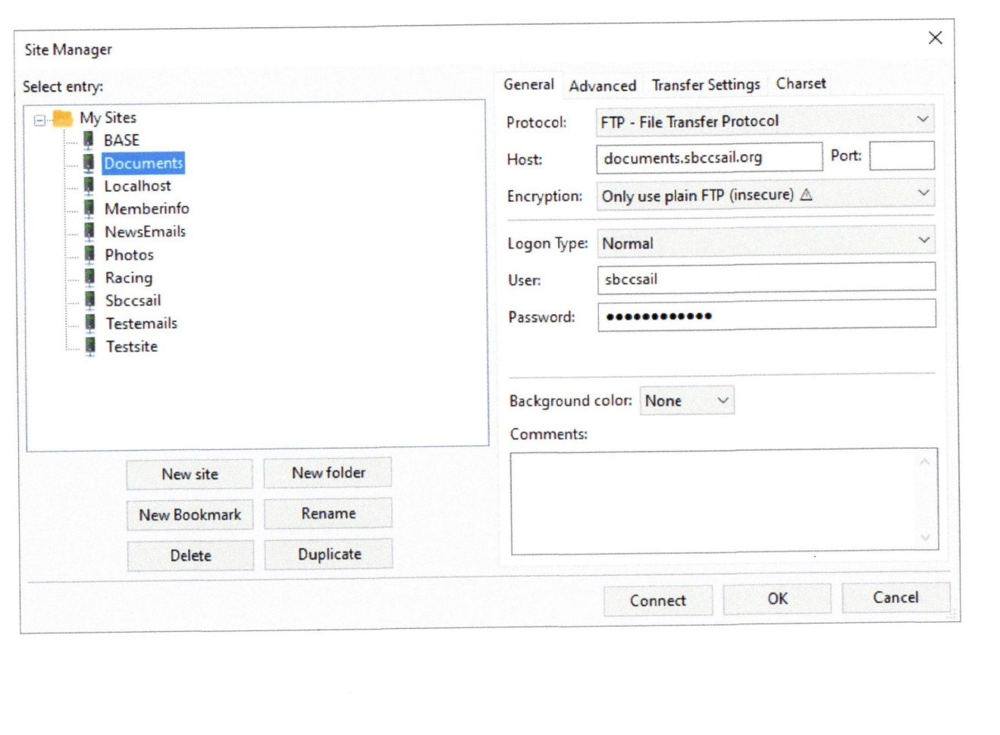 Site Manager
Select entry:
My Sites
BASE
Documents
Localhost
Memberinfo
NewsEmails
Photos
Racing
Sbccsail
Testemails
Testsite
New site
New folder
New Bookmark
Rename
Delete
Duplicate
General
Advanced
Transfer Settings
Charset
Protocol:
FTP - File Transfer Protocol
Host:
documents.sbccsail.org
Port:
Encryption:
Only use plain FTP (insecure) ⚠
Logon Type:
Normal
User:
sbccsail
Password:
●●●●●●●●●●●●
Background color:
None
Comments:
Connect
OK
Cancel